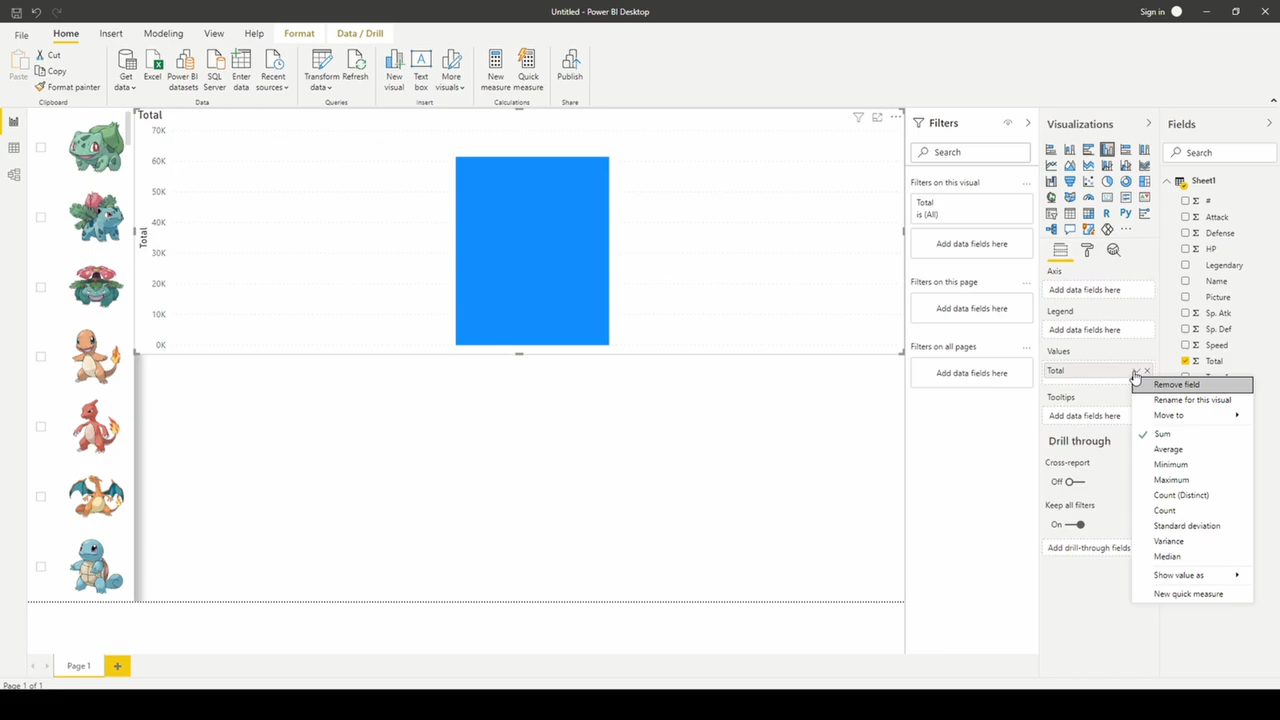 Untitled - Power BI Desktop
Sign in
File
Home
Insert
Modeling
View
Help
Format
Data / Drill
Paste
Cut
Copy
Format painter
Get data
Excel
Power BI datasets
SQL Server
Enter data
Recent sources
Transform data
Refresh
New visual
Text box
More visuals
New measure
Quick measure
Publish
Clipboard
Data
Queries
Insert
Calculations
Share
Total
70K
60K
50K
40K
30K
20K
10K
0K
Total
Filters
Search
Filters on this visual
Total
is (All)
Add data fields here
Filters on this page
Add data fields here
Filters on all pages
Add data fields here
Visualizations
R
Py
Axis
Add data fields here
Legend
Add data fields here
Values
Total
Tooltips
Add data fields here
Drill through
Cross-report
Off
Keep all filters
On
Add drill-through fields
Fields
Search
Sheet1
#
Attack
Defense
HP
Legendary
Name
Picture
Sp. Atk
Sp. Def
Speed
Total
Remove field
Rename for this visual
Move to
Sum
Average
Minimum
Maximum
Count (Distinct)
Count
Standard deviation
Variance
Median
Show value as
New quick measure
Page 1
Page 1 of 1